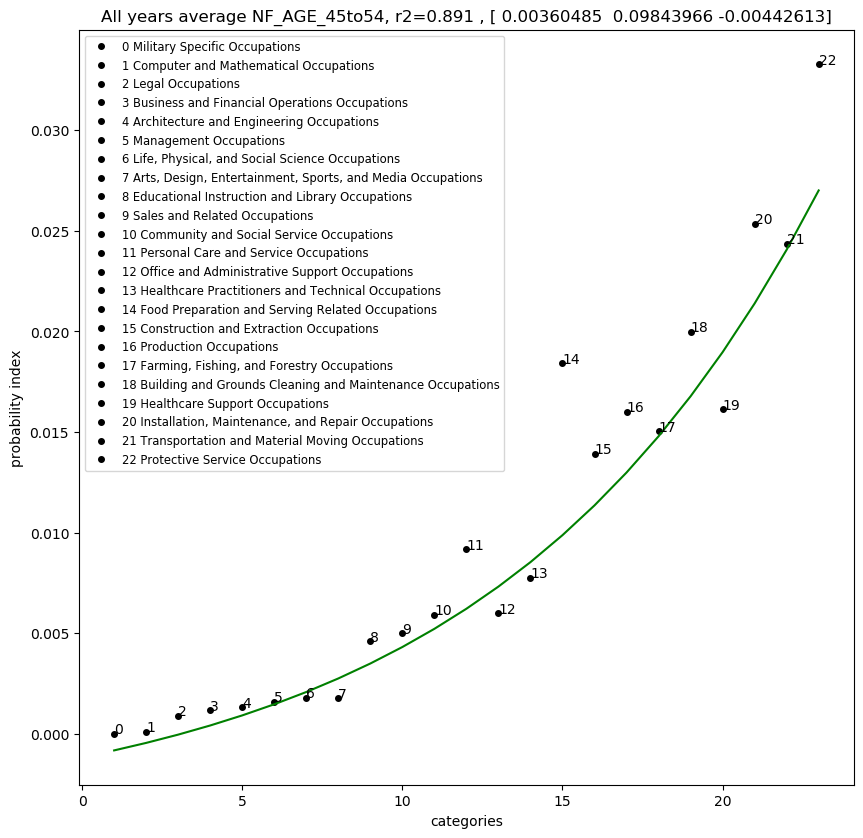 All years average NF_AGE_45to54, r2=0.891 , [ 0.00360485  0.09843966 -0.00442613]
0 Military Specific Occupations
1 Computer and Mathematical Occupations
2 Legal Occupations
3 Business and Financial Operations Occupations
4 Architecture and Engineering Occupations
5 Management Occupations
6 Life, Physical, and Social Science Occupations
7 Arts, Design, Entertainment, Sports, and Media Occupations
8 Educational Instruction and Library Occupations
9 Sales and Related Occupations
10 Community and Social Service Occupations
11 Personal Care and Service Occupations
12 Office and Administrative Support Occupations
13 Healthcare Practitioners and Technical Occupations
14 Food Preparation and Serving Related Occupations
15 Construction and Extraction Occupations
16 Production Occupations
17 Farming, Fishing, and Forestry Occupations
18 Building and Grounds Cleaning and Maintenance Occupations
19 Healthcare Support Occupations
20 Installation, Maintenance, and Repair Occupations
21 Transportation and Material Moving Occupations
22 Protective Service Occupations
probability index
0.030
0.025
0.020
0.015
0.010
0.005
0.000
0
1
2
3
4
5
6
7
8
9
10
11
12
13
14
15
16
17
18
19
20
21
22
0
5
10
15
20
categories